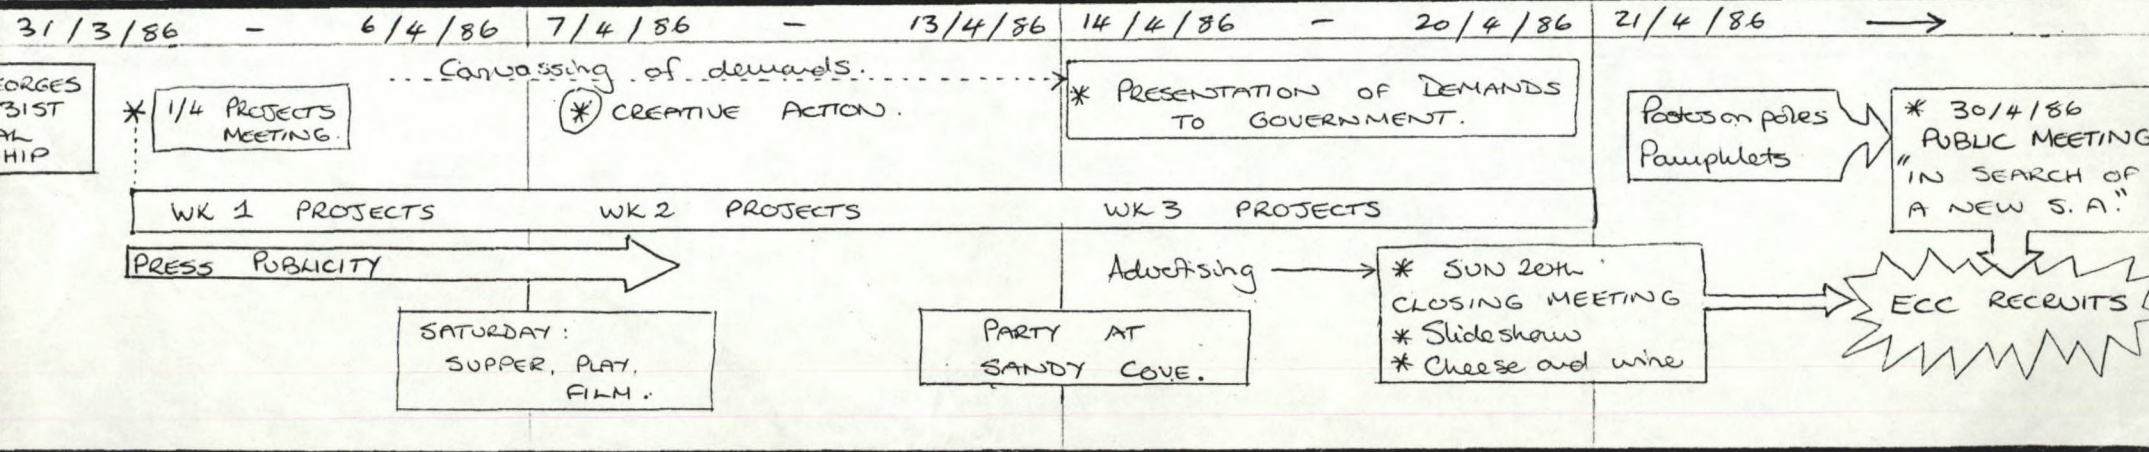 31/3/86 - 6/4/86 7/4/86 - 13/4/86 14/4/86 - 20/4/86 21/4/86 →
Canvassing of demands.
ORGES
31ST
AL
HIP
* 1/4 PROJECTS
MEETING.
* CREATIVE ACTION.
* PRESENTATION OF DEMANDS
TO GOVERNMENT.
Posters on poles
Pamphlets
* 30/4/86
PUBLIC MEETING
"IN SEARCH OF
A NEW S.A."
WK 1 PROJECTS WK 2 PROJECTS WK 3 PROJECTS
PRESS PUBLICITY
Advertising →
* SUN 20th
CLOSING MEETING
* Slideshow
* Cheese and wine
ECC RECRUITS
SATURDAY:
SUPPER, PLAY,
FILM.
PARTY AT
SANDY COVE.